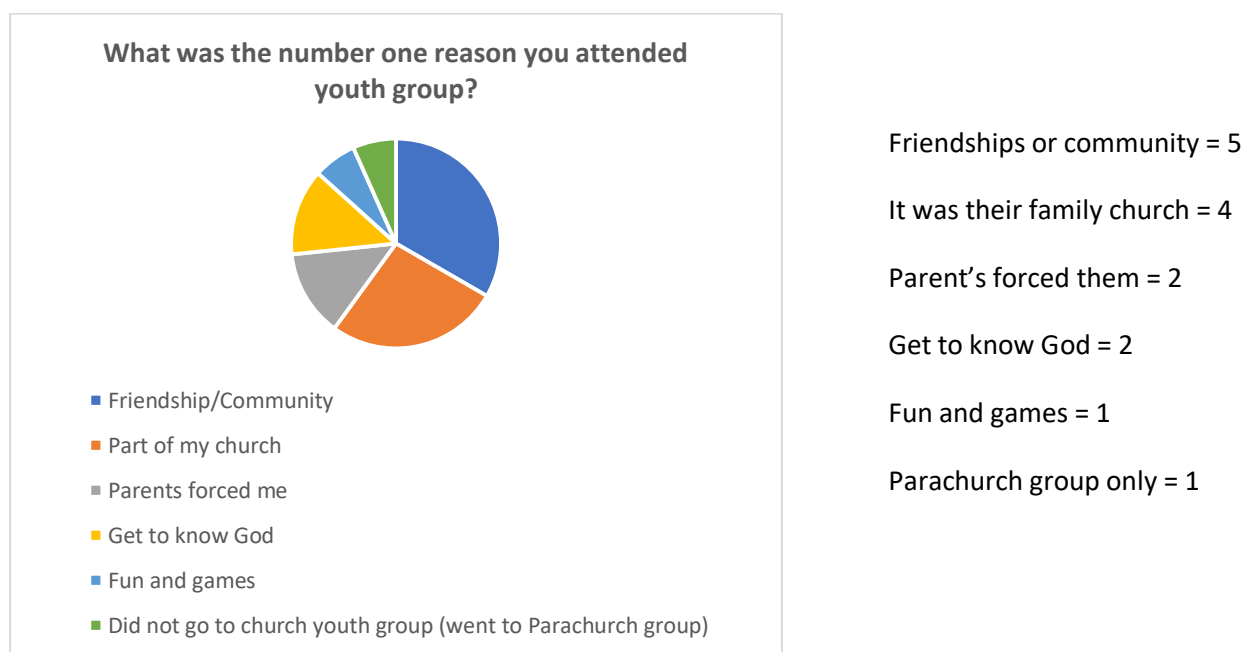 What was the number one reason you attended
youth group?
Friendship/Community
Part of my church
Parents forced me
Get to know God
Fun and games
Did not go to church youth group (went to Parachurch group)
Friendships or community = 5
It was their family church = 4
Parent’s forced them = 2
Get to know God = 2
Fun and games = 1
Parachurch group only = 1